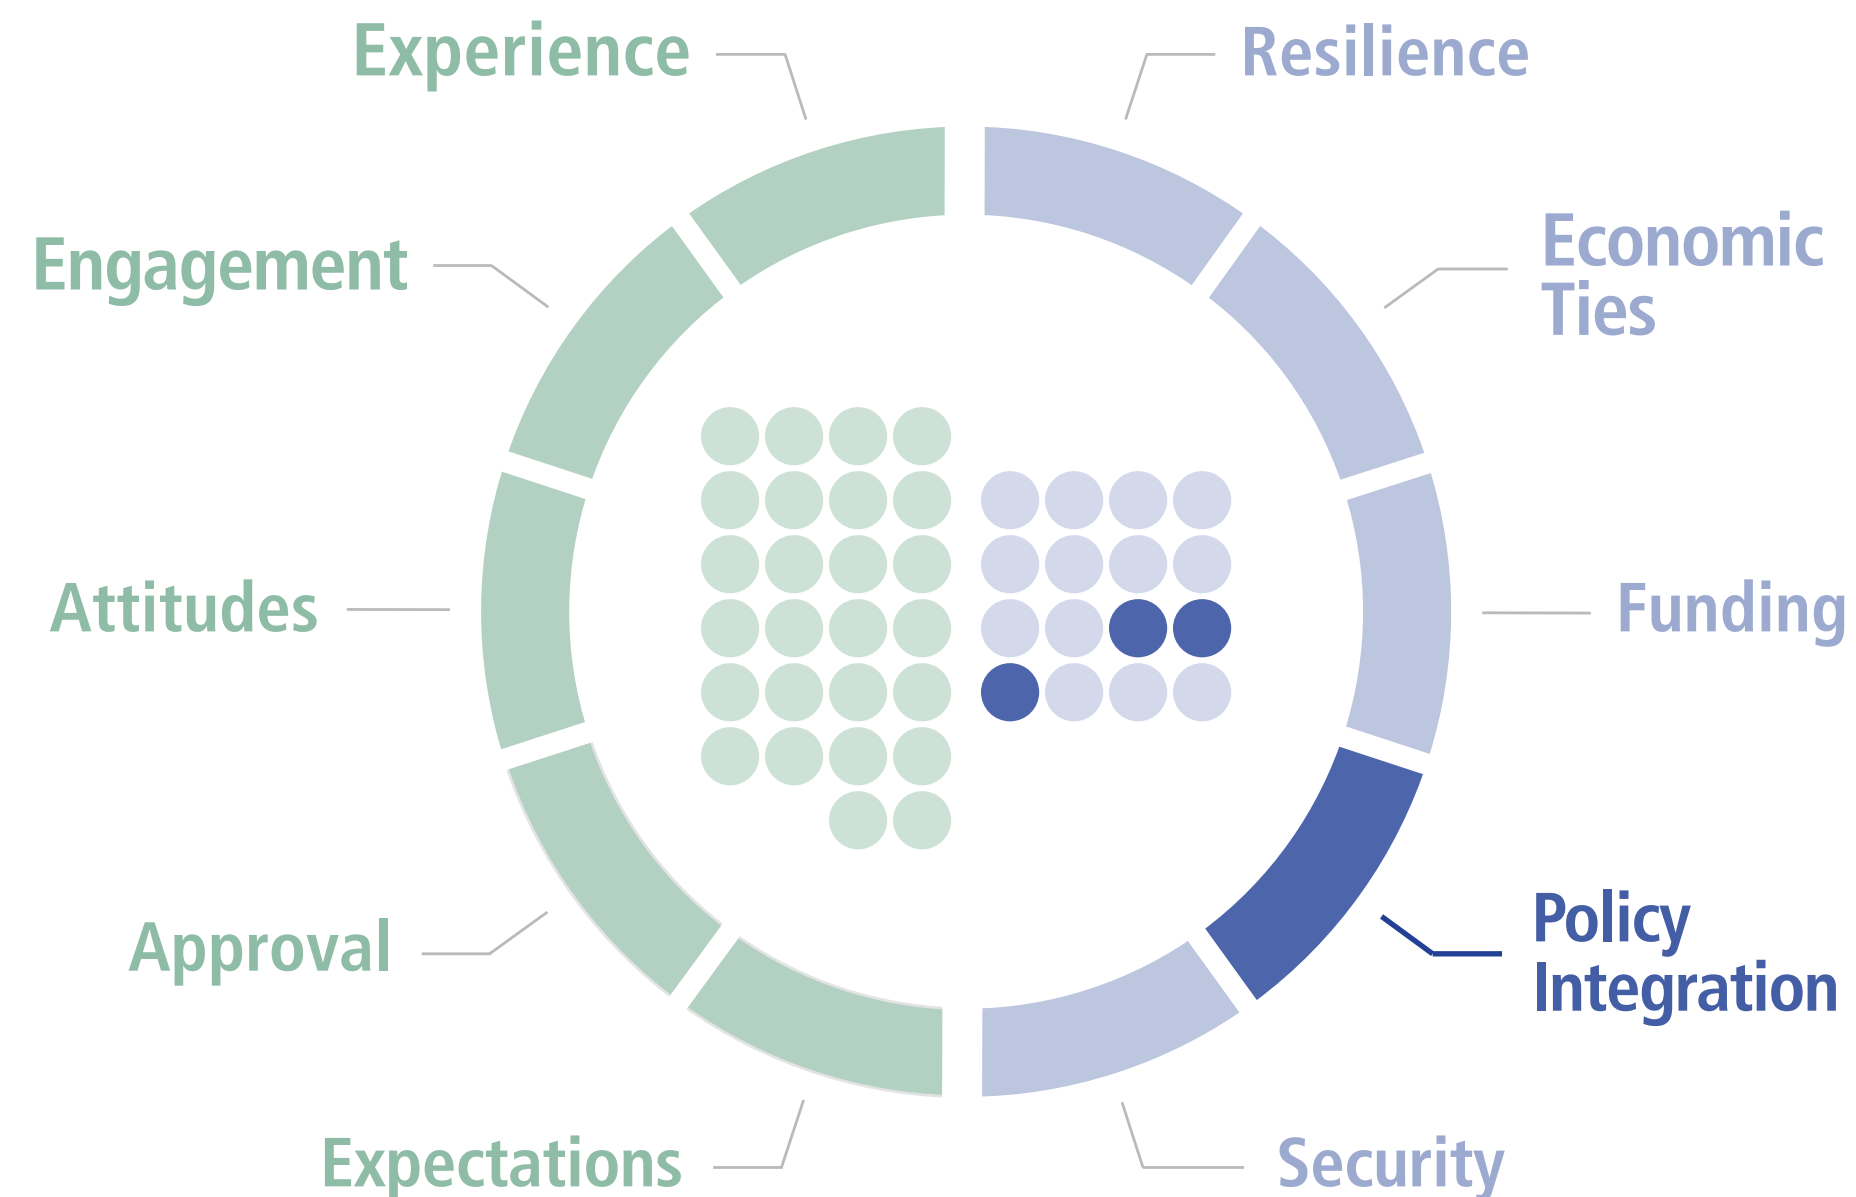 Experience
Resilience
Engagement
Economic
Ties
Attitudes
Funding
Approval
Policy
Integration
Expectations
Security